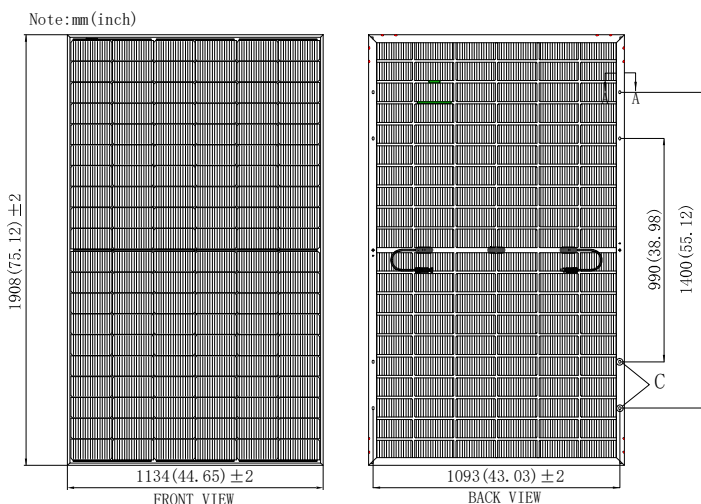 Note:mm(inch)
1908(75.12)±2
1134(44.65)±2
FRONT VIEW
A A
990(38.98)
1400(55.12)
C
1093(43.03)±2
BACK VIEW